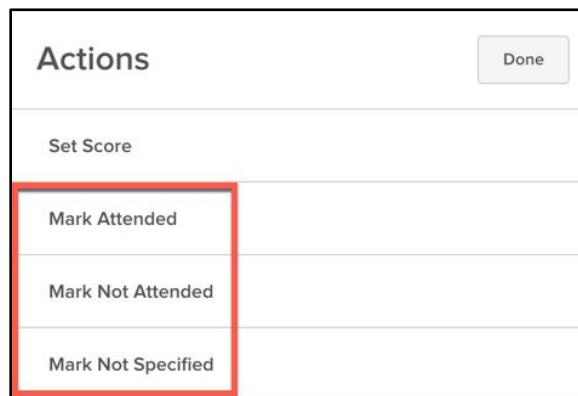 Actions
Done
Set Score
Mark Attended
Mark Not Attended
Mark Not Specified